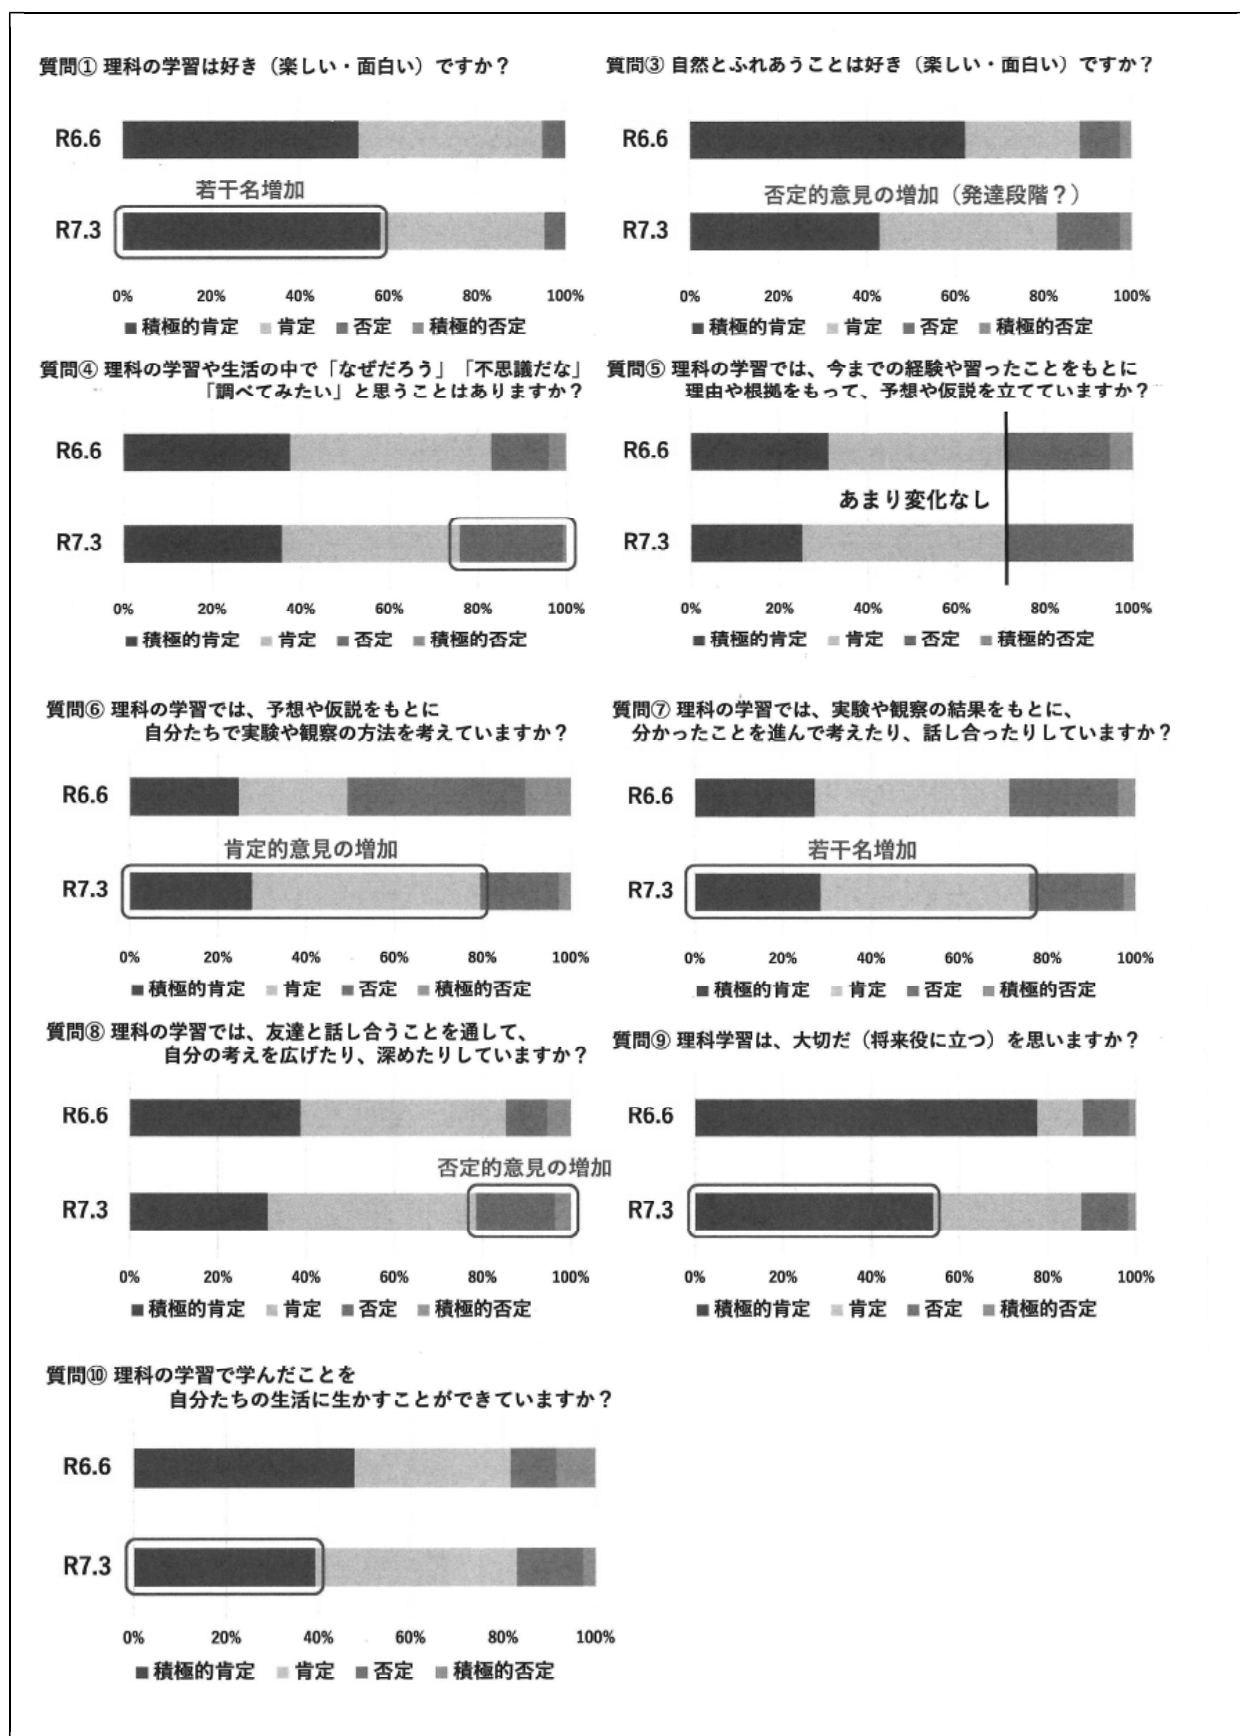 質問① 理科の学習は好き（楽しい・面白い）ですか？
R6.6
若干名増加
R7.3
0% 20% 40% 60% 80% 100%
■積極的肯定 ■肯定 ■否定 ■積極的否定
質問③ 自然とふれあうことは好き（楽しい・面白い）ですか？
R6.6
否定的意見の増加（発達段階？）
R7.3
0% 20% 40% 60% 80% 100%
■積極的肯定 ■肯定 ■否定 ■積極的否定
質問④ 理科の学習や生活の中で「なぜだろう」「不思議だな」
「調べてみたい」と思うことはありますか？
R6.6
R7.3
0% 20% 40% 60% 80% 100%
■積極的肯定 ■肯定 ■否定 ■積極的否定
質問⑤ 理科の学習では、今までの経験や習ったことをもとに
理由や根拠をもって、予想や仮説を立てていますか？
R6.6
あまり変化なし
R7.3
0% 20% 40% 60% 80% 100%
■積極的肯定 ■肯定 ■否定 ■積極的否定
質問⑥ 理科の学習では、予想や仮説をもとに
自分たちで実験や観察の方法を考えていますか？
R6.6
肯定的意見の増加
R7.3
0% 20% 40% 60% 80% 100%
■積極的肯定 ■肯定 ■否定 ■積極的否定
質問⑦ 理科の学習では、実験や観察の結果をもとに、
分かったことを進んで考えたり、話し合ったりしていますか？
R6.6
若干名増加
R7.3
0% 20% 40% 60% 80% 100%
■積極的肯定 ■肯定 ■否定 ■積極的否定
質問⑧ 理科の学習では、友達と話し合うことを通して、
自分の考えを広げたり、深めたりしていますか？
R6.6
否定的意見の増加
R7.3
0% 20% 40% 60% 80% 100%
■積極的肯定 ■肯定 ■否定 ■積極的否定
質問⑨ 理科学習は、大切だ（将来役に立つ）を思いますか？
R6.6
R7.3
0% 20% 40% 60% 80% 100%
■積極的肯定 ■肯定 ■否定 ■積極的否定
質問⑩ 理科の学習で学んだことを
自分たちの生活に生かすことができていますか？
R6.6
R7.3
0% 20% 40% 60% 80% 100%
■積極的肯定 ■肯定 ■否定 ■積極的否定